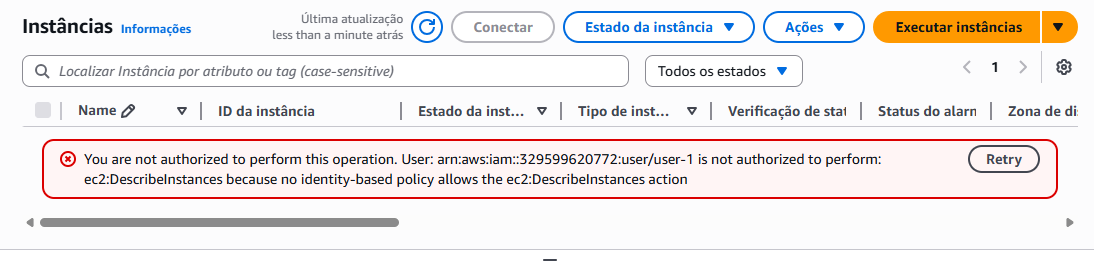 Instâncias Informações
Última atualização
less than a minute atrás
Conectar
Estado da instância
Ações
Executar instâncias
Localizar Instância por atributo ou tag (case-sensitive)
Todos os estados
1
Name
ID da instância
Estado da inst...
Tipo de inst...
Verificação de stat
Status do alarm
Zona de di
You are not authorized to perform this operation. User: arn:aws:iam::329599620772:user/user-1 is not authorized to perform:
ec2:DescribeInstances because no identity-based policy allows the ec2:DescribeInstances action
Retry